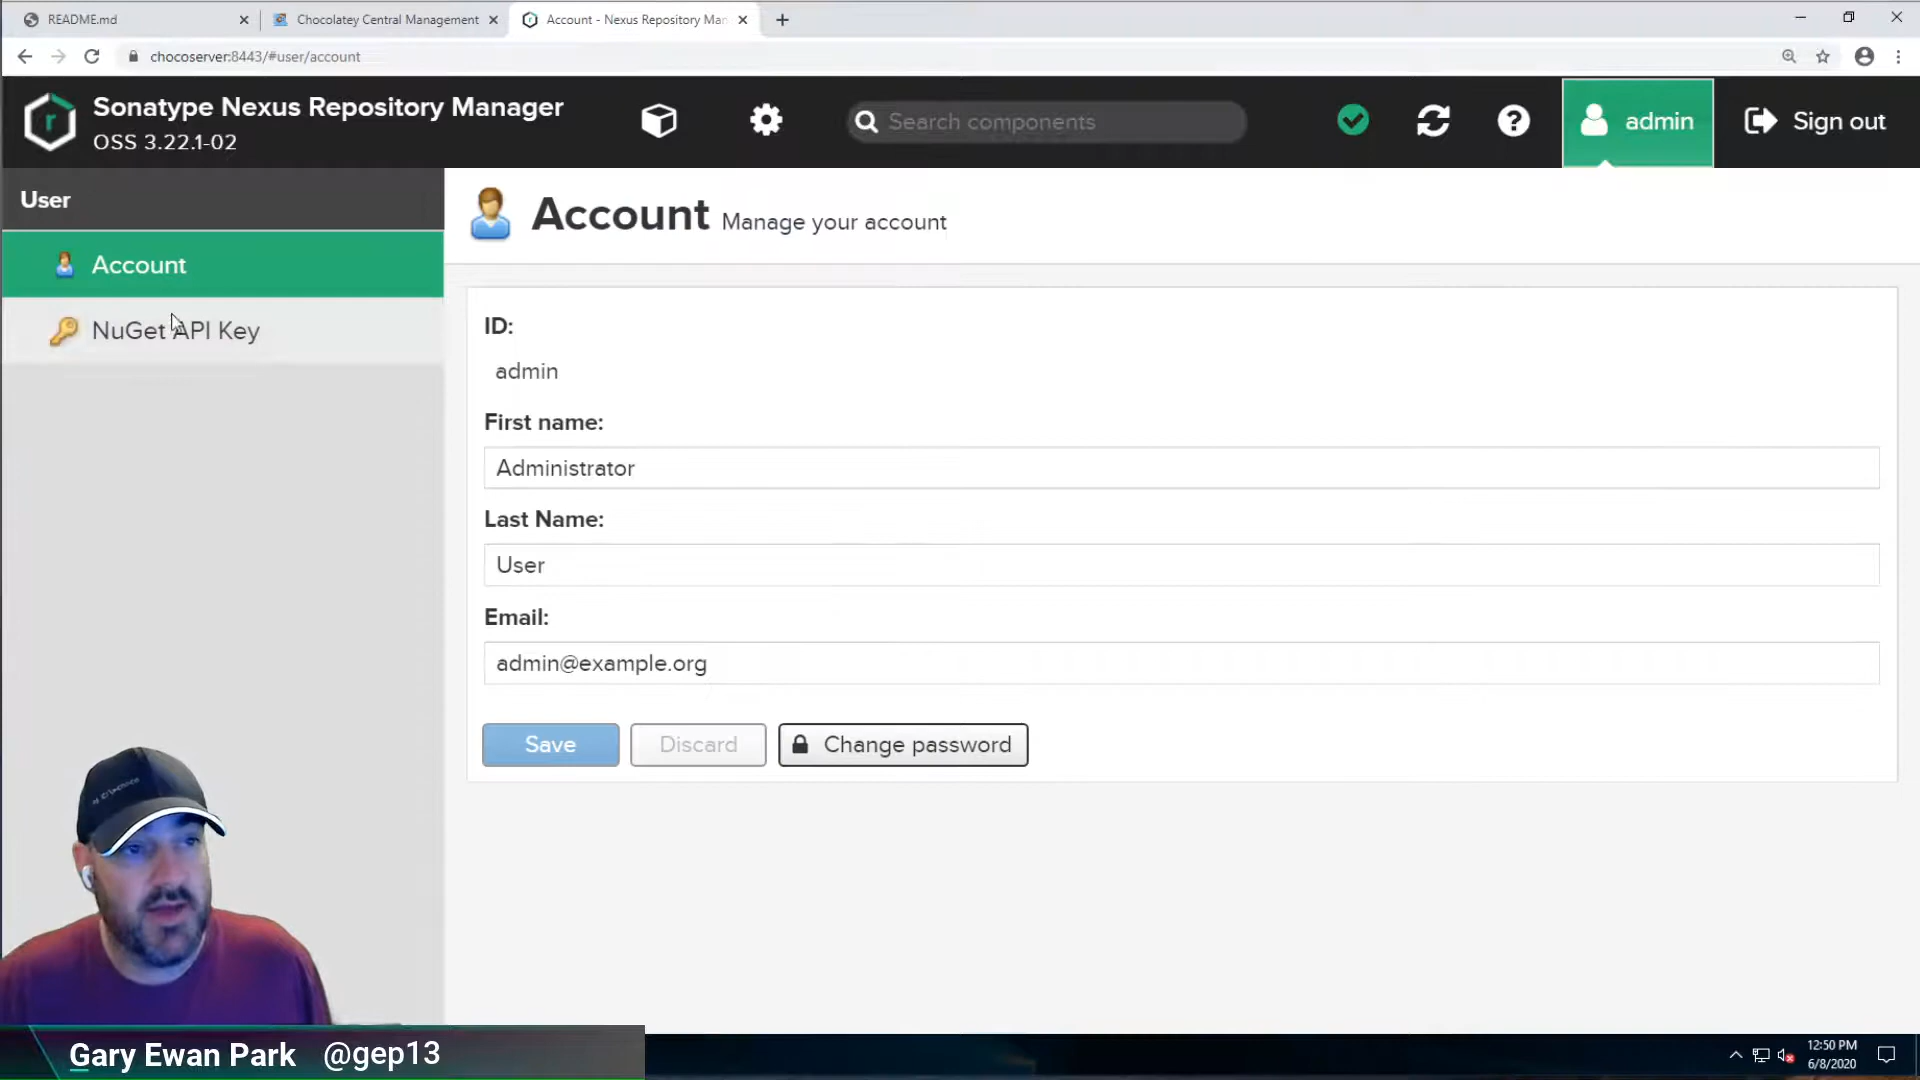 README.md
Chocolatey Central Management
Account - Nexus Repository Man
chocoserver:8443/#user/account
Sonatype Nexus Repository Manager
OSS 3.22.1-02
Search components
admin
Sign out
User
Account
NuGet API Key
Account Manage your account
ID:
admin
First name:
Administrator
Last Name:
User
Email:
admin@example.org
Save
Discard
Change password
Gary Ewan Park @gep13
12:50 PM
6/8/2020